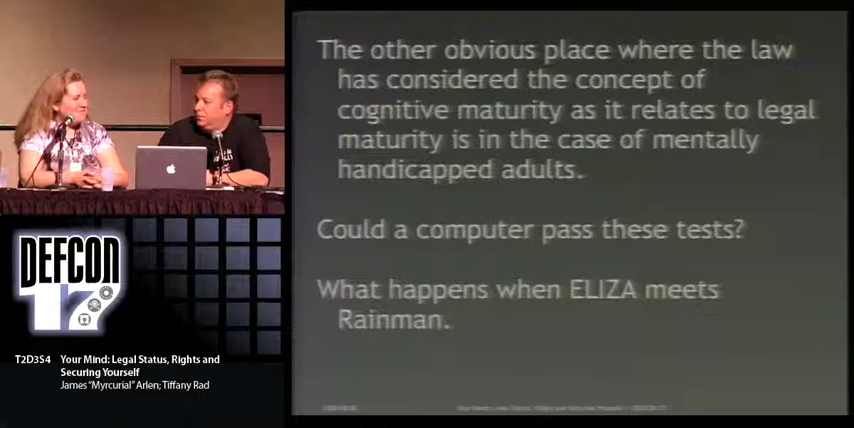 The other obvious place where the law
has considered the concept of
cognitive maturity as it relates to legal
maturity is in the case of mentally
handicapped adults.
Could a computer pass these tests?
What happens when ELIZA meets
Rainman.
DEFCON
17
T2D3S4 Your Mind: Legal Status, Rights and
Securing Yourself
James "Myrcurial" Arlen; Tiffany Rad